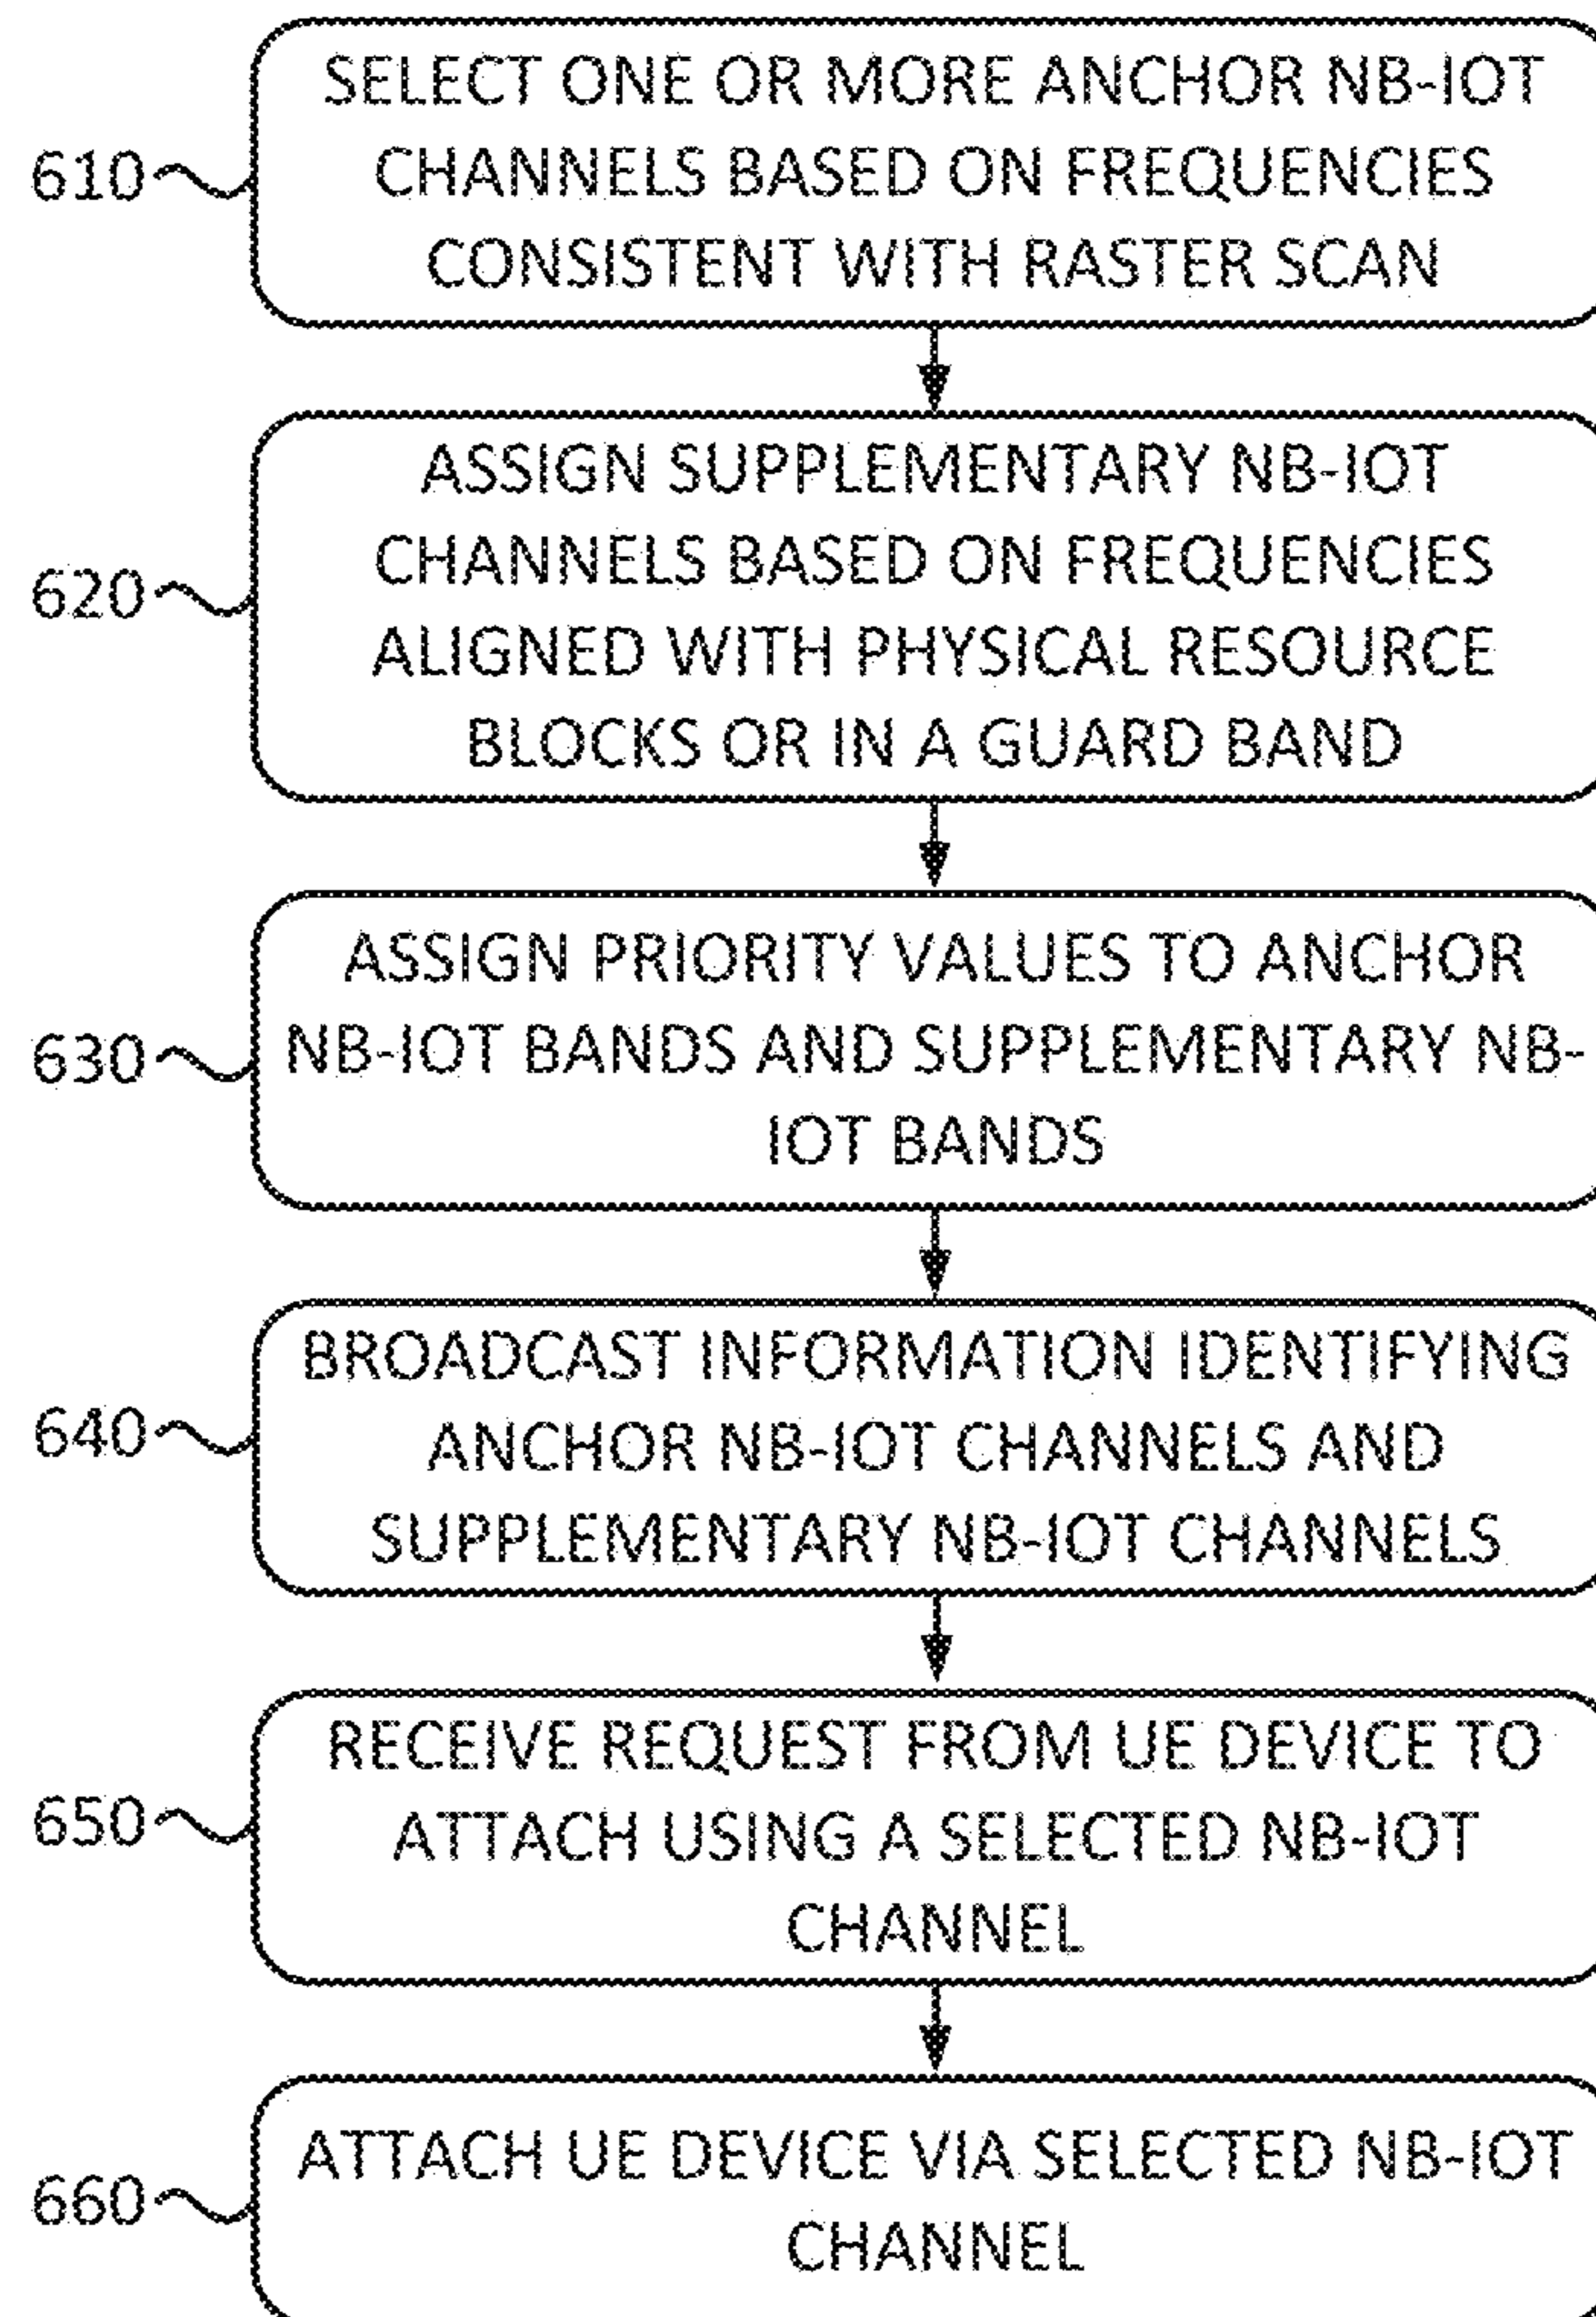 610
SELECT ONE OR MORE ANCHOR NB-IOT
CHANNELS BASED ON FREQUENCIES
CONSISTENT WITH RASTER SCAN
620
ASSIGN SUPPLEMENTARY NB-IOT
CHANNELS BASED ON FREQUENCIES
ALIGNED WITH PHYSICAL RESOURCE
BLOCKS OR IN A GUARD BAND
630
ASSIGN PRIORITY VALUES TO ANCHOR
NB-IOT BANDS AND SUPPLEMENTARY NB-
IOT BANDS
640
BROADCAST INFORMATION IDENTIFYING
ANCHOR NB-IOT CHANNELS AND
SUPPLEMENTARY NB-IOT CHANNELS
650
RECEIVE REQUEST FROM UE DEVICE TO
ATTACH USING A SELECTED NB-IOT
CHANNEL
660
ATTACH UE DEVICE VIA SELECTED NB-IOT
CHANNEL